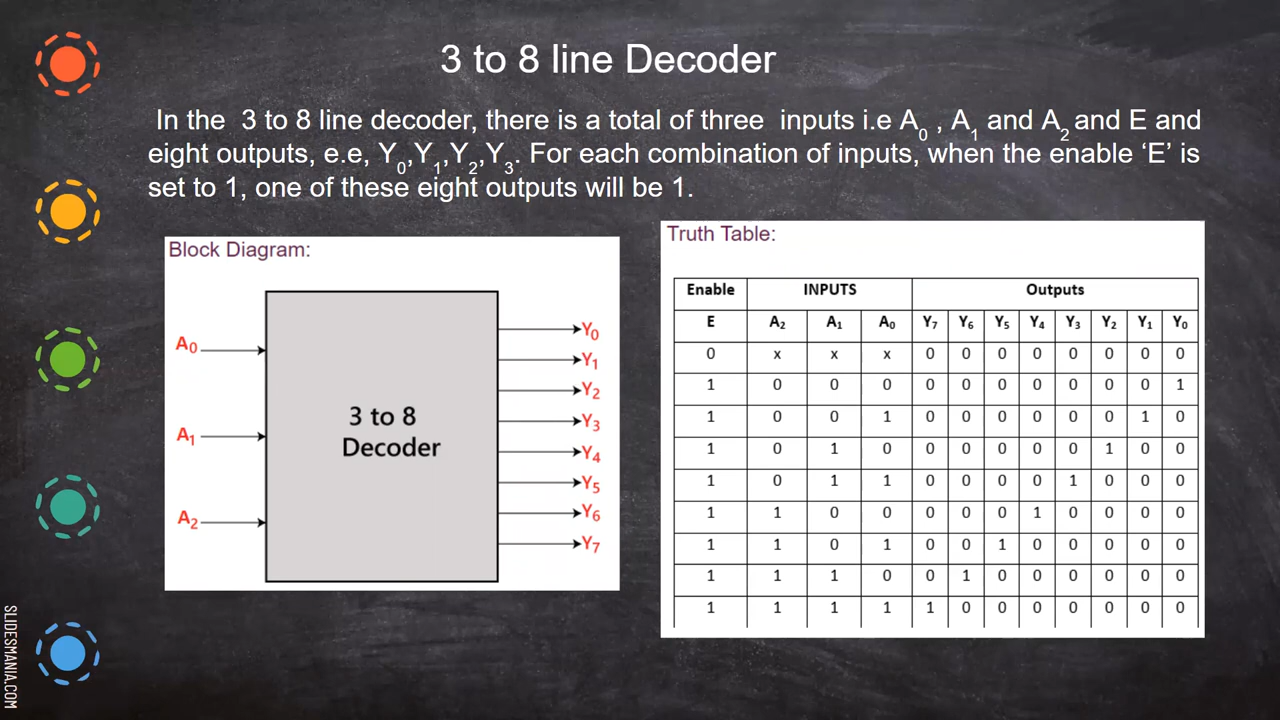 3 to 8 line Decoder
In the 3 to 8 line decoder, there is a total of three inputs i.e A₀ , A₁ and A₂ and E and
eight outputs, e.e, Y₀,Y₁,Y₂,Y₃. For each combination of inputs, when the enable ‘E’ is
set to 1, one of these eight outputs will be 1.
Block Diagram:
A₀
A₁
A₂
3 to 8
Decoder
Y₀
Y₁
Y₂
Y₃
Y₄
Y₅
Y₆
Y₇
Truth Table:
Enable INPUTS Outputs
E A₂ A₁ A₀ Y₇ Y₆ Y₅ Y₄ Y₃ Y₂ Y₁ Y₀
0 x x x 0 0 0 0 0 0 0 0
1 0 0 0 0 0 0 0 0 0 0 1
1 0 0 1 0 0 0 0 0 0 1 0
1 0 1 0 0 0 0 0 0 1 0 0
1 0 1 1 0 0 0 0 1 0 0 0
1 1 0 0 0 0 0 1 0 0 0 0
1 1 0 1 0 0 1 0 0 0 0 0
1 1 1 0 0 1 0 0 0 0 0 0
1 1 1 1 1 0 0 0 0 0 0 0
SLIDESMANIA.COM